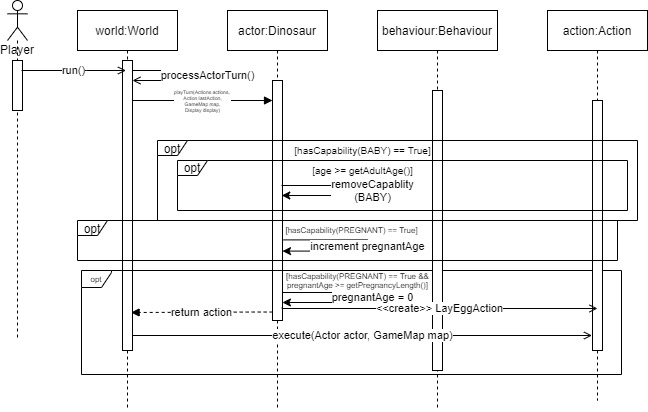 world:World
actor:Dinosaur
behaviour:Behaviour
action:Action
Player
run()
processActorTurn()
playTurn(Actions actions,
Action lastAction,
GameMap map,
Display display)
opt
[hasCapability(BABY) == True]
opt
[age >= getAdultAge()]
removeCapablity
(BABY)
opt
[hasCapability(PREGNANT) == True]
increment pregnantAge
opt
[hasCapability(PREGNANT) == True &&
pregnantAge >= getPregnancyLength()]
pregnantAge = 0
<<create>> LayEggAction
return action
execute(Actor actor, GameMap map)